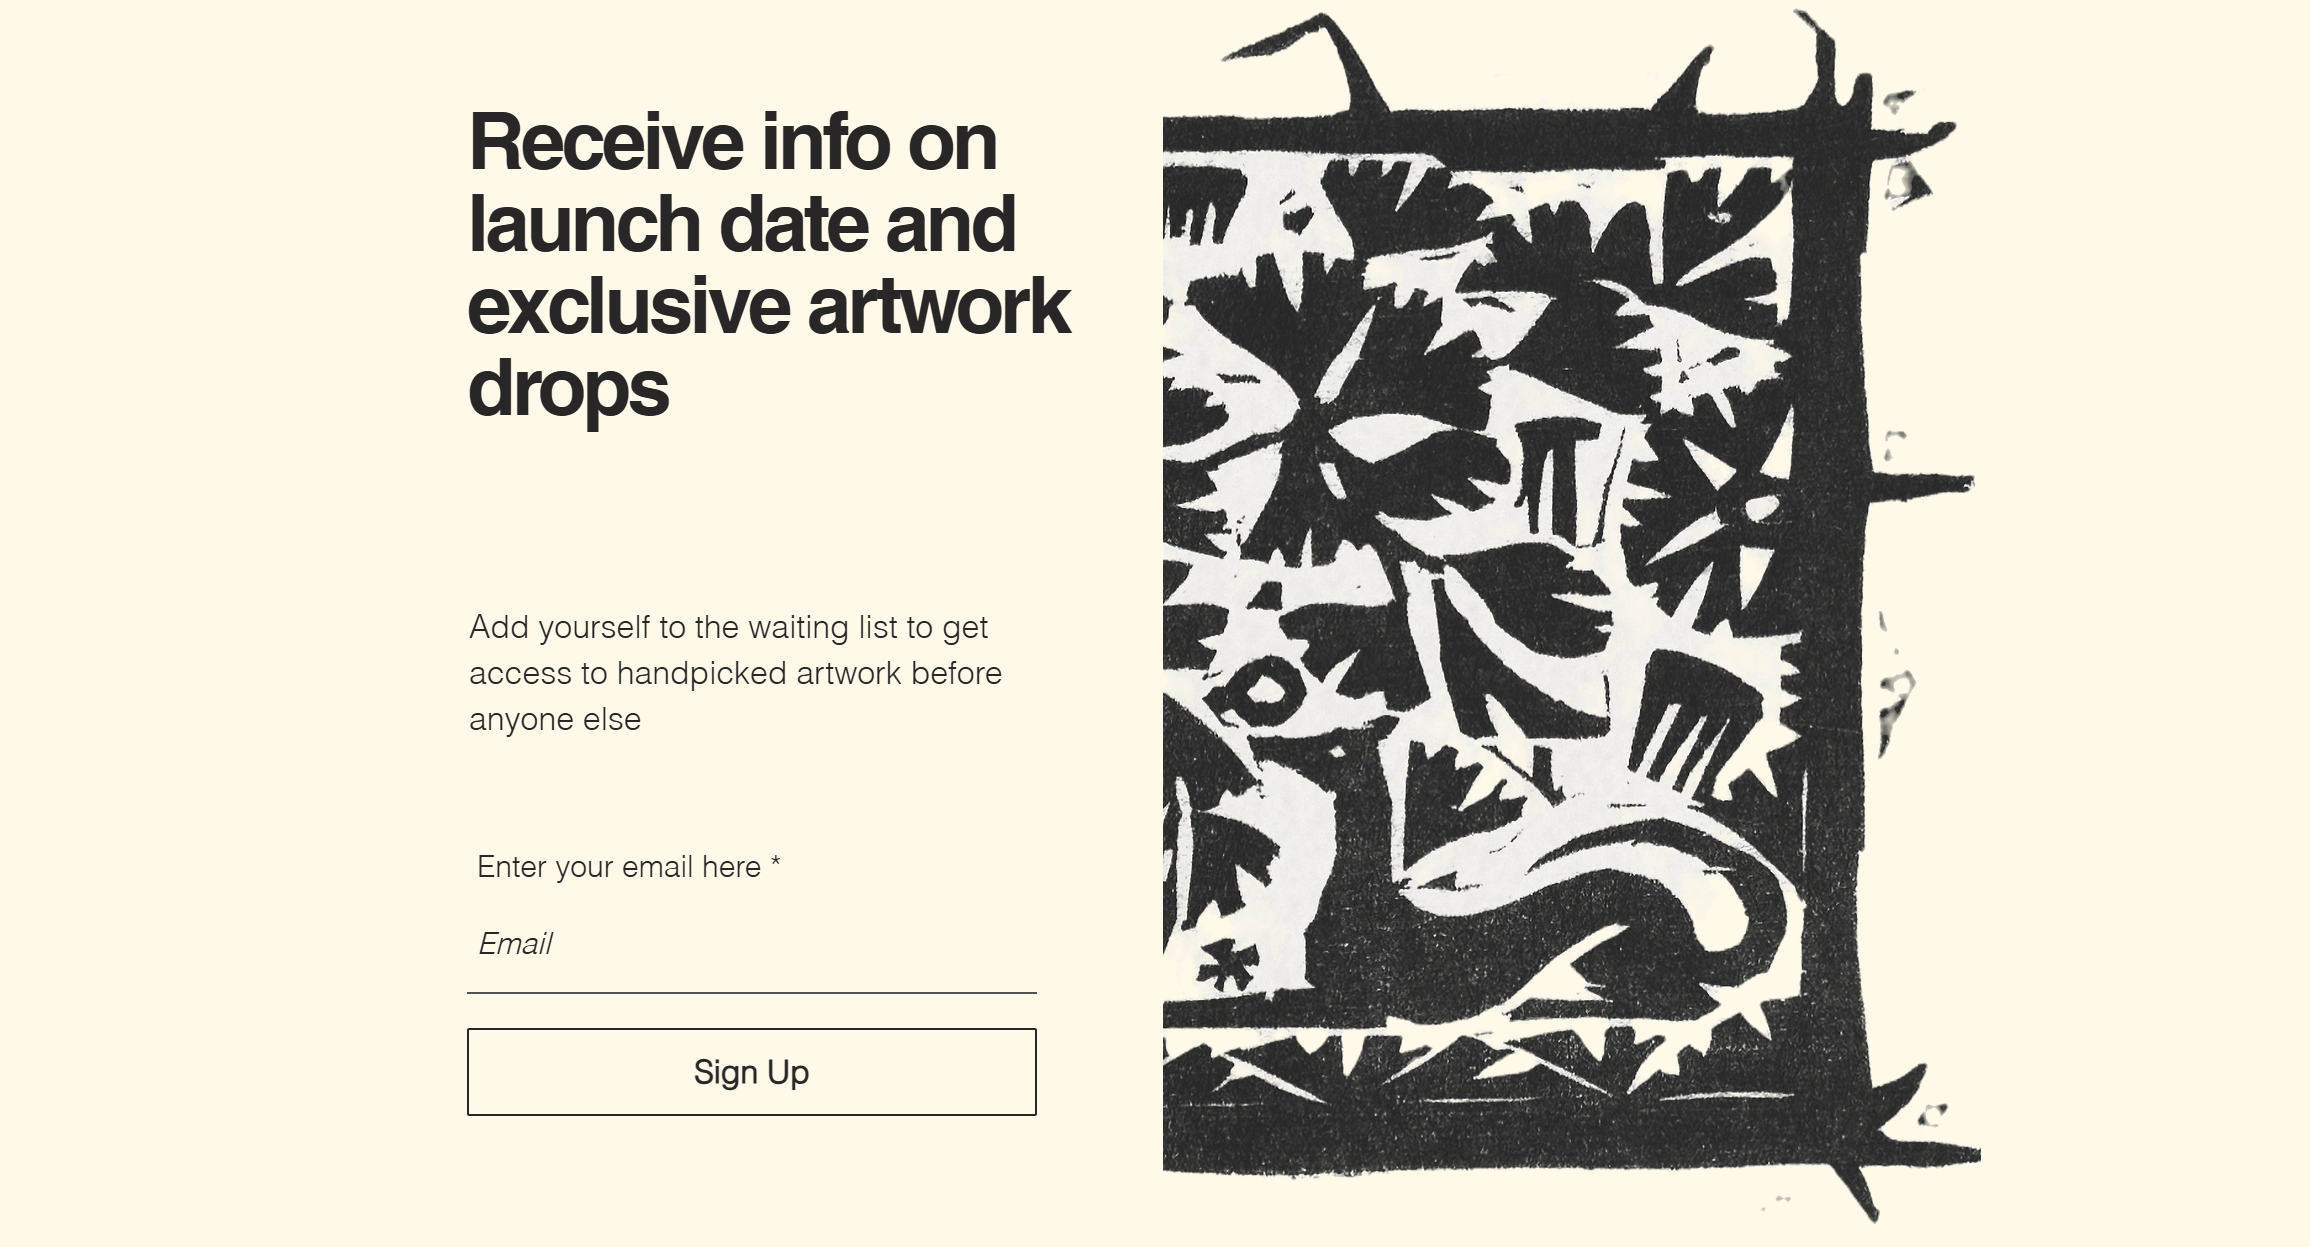 Receive info on
launch date and
exclusive artwork
drops
Add yourself to the waiting list to get
access to handpicked artwork before
anyone else
Enter your email here *
Email
Sign Up